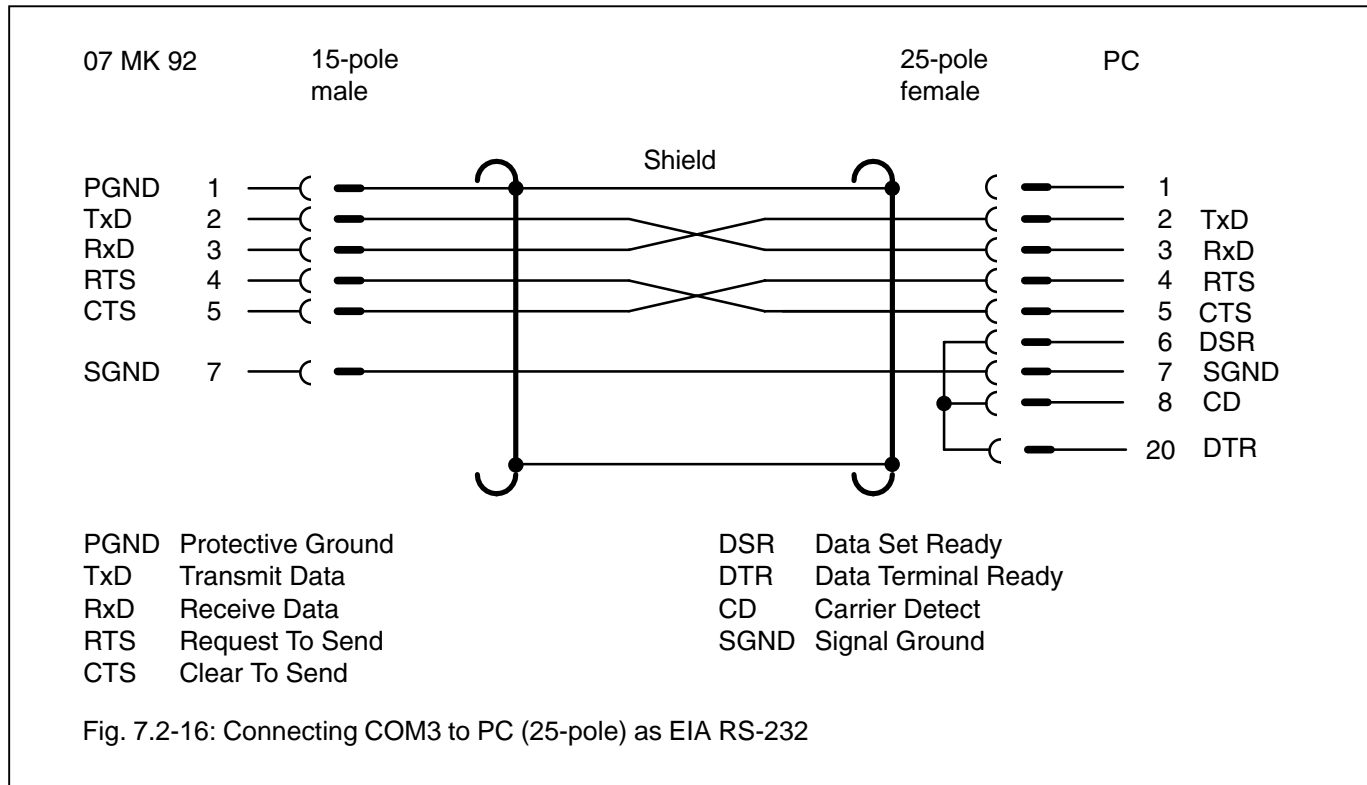 07 MK 92 15-pole 25-pole PC
male female
Shield
PGND 1 1
TxD 2 2 TxD
RxD 3 3 RxD
RTS 4 4 RTS
CTS 5 5 CTS
6 DSR
SGND 7 7 SGND
8 CD
20 DTR
PGND Protective Ground DSR Data Set Ready
TxD Transmit Data DTR Data Terminal Ready
RxD Receive Data CD Carrier Detect
RTS Request To Send SGND Signal Ground
CTS Clear To Send
Fig. 7.2-16: Connecting COM3 to PC (25-pole) as EIA RS-232